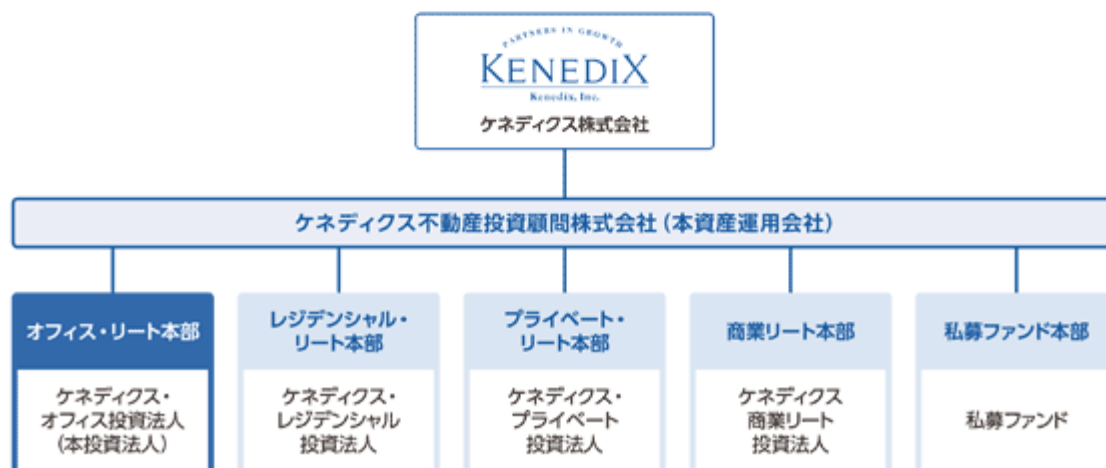 PARTNERS IN GROWTH
KENEDIX
Kenedix, Inc.
ケネディクス株式会社
ケネディクス不動産投資顧問株式会社(本資産運用会社)
オフィス・リート本部
ケネディクス・
オフィス投資法人
(本投資法人)
レジデンシャル・
リート本部
ケネディクス・
レジデンシャル
投資法人
プライベート・
リート本部
ケネディクス・
プライベート
投資法人
商業リート本部
ケネディクス
商業リート
投資法人
私募ファンド本部
私募ファンド